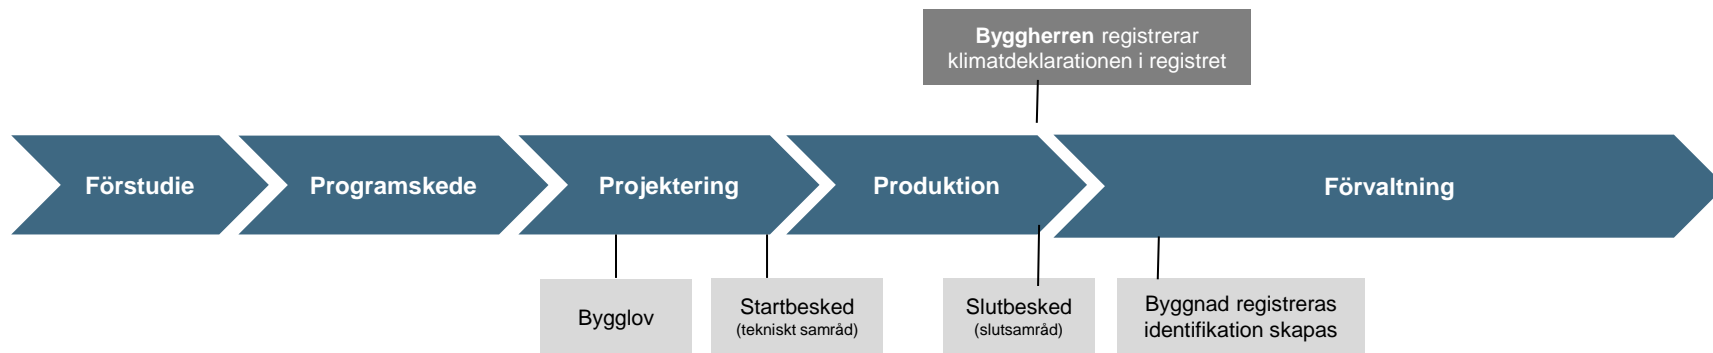 Byggherren registrerar
klimatdeklarationen i registret
Förstudie
Programskede
Projektering
Produktion
Förvaltning
Bygglov
Startbesked
(tekniskt samråd)
Slutbesked
(slutsamråd)
Byggnad registreras
identifikation skapas